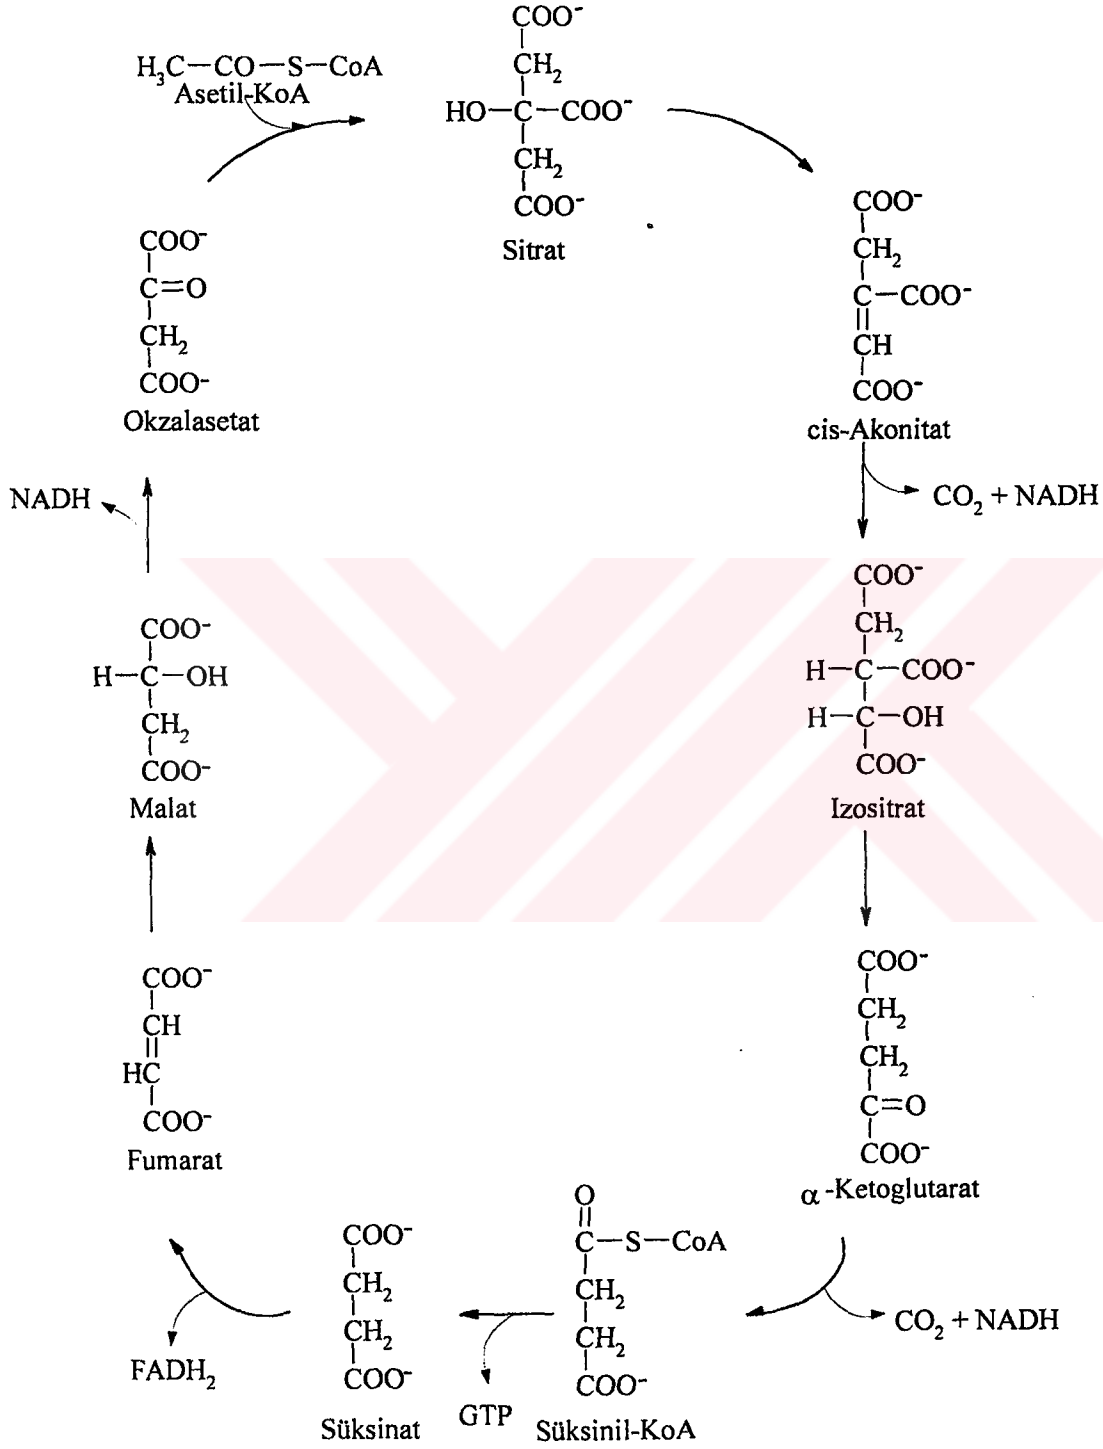 COO⁻
CH₂
HO—C—COO⁻
CH₂
COO⁻
Sitrat
H₃C—CO—S—CoA
Asetil-KoA
COO⁻
CH₂
C—COO⁻
CH
COO⁻
cis-Akonitat
CO₂ + NADH
COO⁻
CH₂
H—C—COO⁻
H—C—OH
COO⁻
Izositrat
COO⁻
CH₂
CH₂
C=O
COO⁻
α-Ketoglutarat
CO₂ + NADH
O
C—S—CoA
CH₂
CH₂
COO⁻
Süksinil-KoA
GTP
COO⁻
CH₂
CH₂
COO⁻
Süksinat
FADH₂
COO⁻
CH
HC
COO⁻
Fumarat
COO⁻
H—C—OH
CH₂
COO⁻
Malat
NADH
COO⁻
C=O
CH₂
COO⁻
Okzalasetat